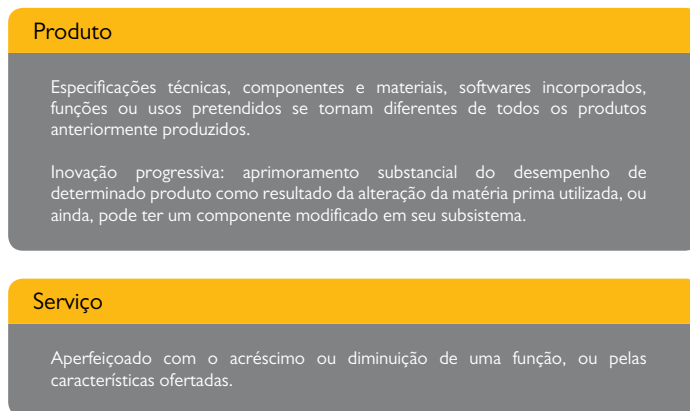 Produto
Especificações técnicas, componentes e materiais, softwares incorporados,
funções ou usos pretendidos se tornam diferentes de todos os produtos
anteriormente produzidos.
Inovação progressiva: aprimoramento substancial do desempenho de
determinado produto como resultado da alteração da matéria prima utilizada, ou
ainda, pode ter um componente modificado em seu subsistema.
Serviço
Aperfeiçoado com o acréscimo ou diminuição de uma função, ou pelas
características ofertadas.